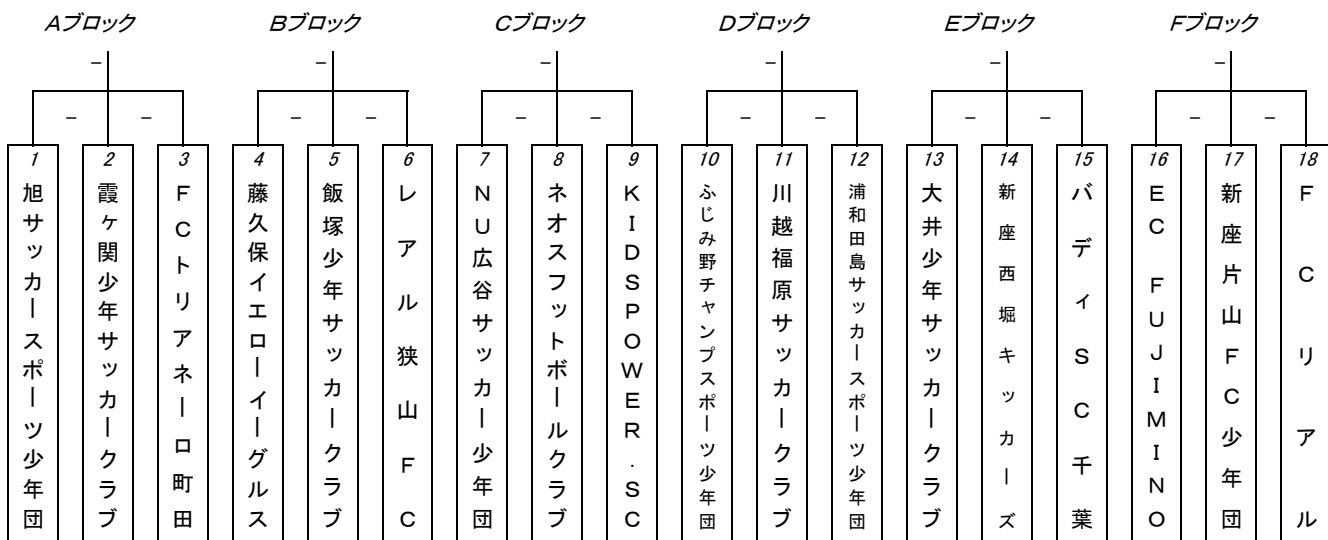 Aブロック
Bブロック
Cブロック
Dブロック
Eブロック
Fブロック
－ － － － － －
－ － － － － － － － － － － －
1 旭サッカースポーツ少年団
2 霞ヶ関少年サッカークラブ
3 FCトリアネーロ町田
4 藤久保イエローイーグルス
5 飯塚少年サッカークラブ
6 レアル狭山FC
7 NU広谷サッカー少年団
8 ネオスフットボールクラブ
9 KIDSPOWER.SC
10 ふじみ野チャンプスポーツ少年団
11 川越福原サッカークラブ
12 浦和田島サッカースポーツ少年団
13 大井少年サッカークラブ
14 新座西堀キッカーズ
15 バディSC千葉
16 EC FUJIMINO
17 新座片山FC少年団
18 FCリアル